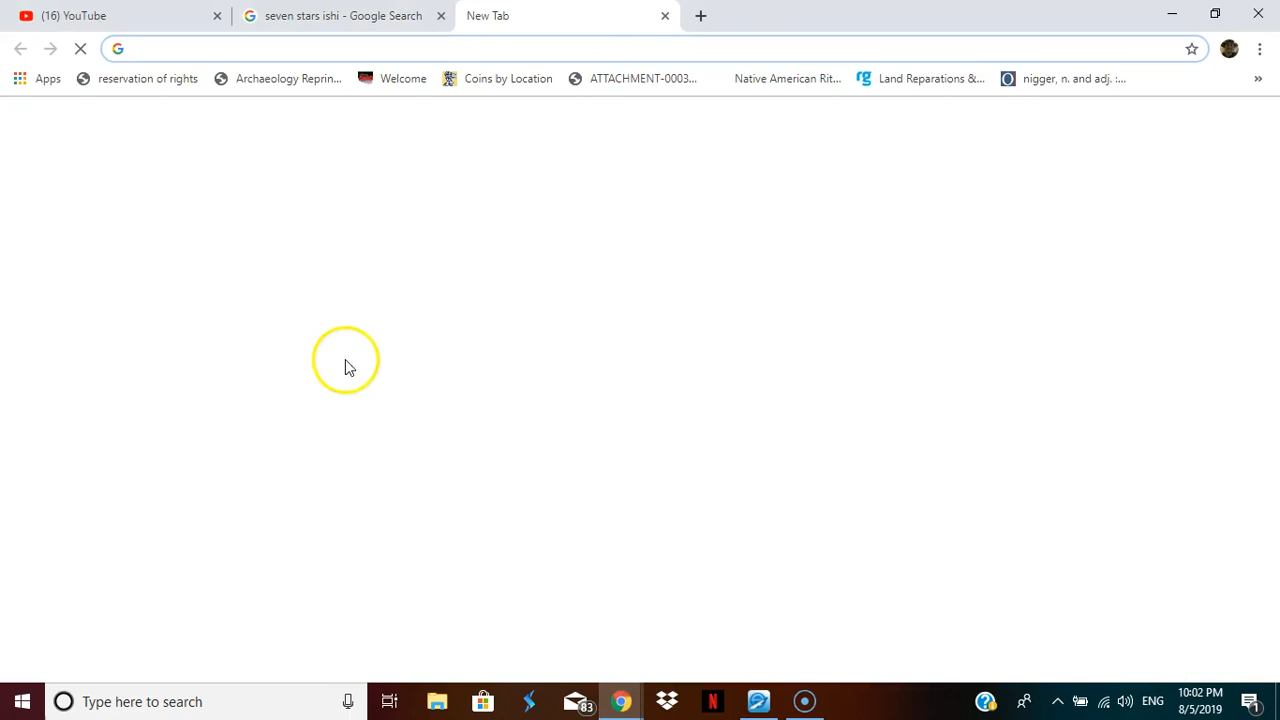 (16) YouTube
seven stars ishi - Google Search
New Tab
Apps
reservation of rights
Archaeology Reprin...
Welcome
Coins by Location
ATTACHMENT-0003...
Native American Rit...
Land Reparations &...
nigger, n. and adj. :...
»
Type here to search
83
N
ENG
10:02 PM
8/5/2019
1